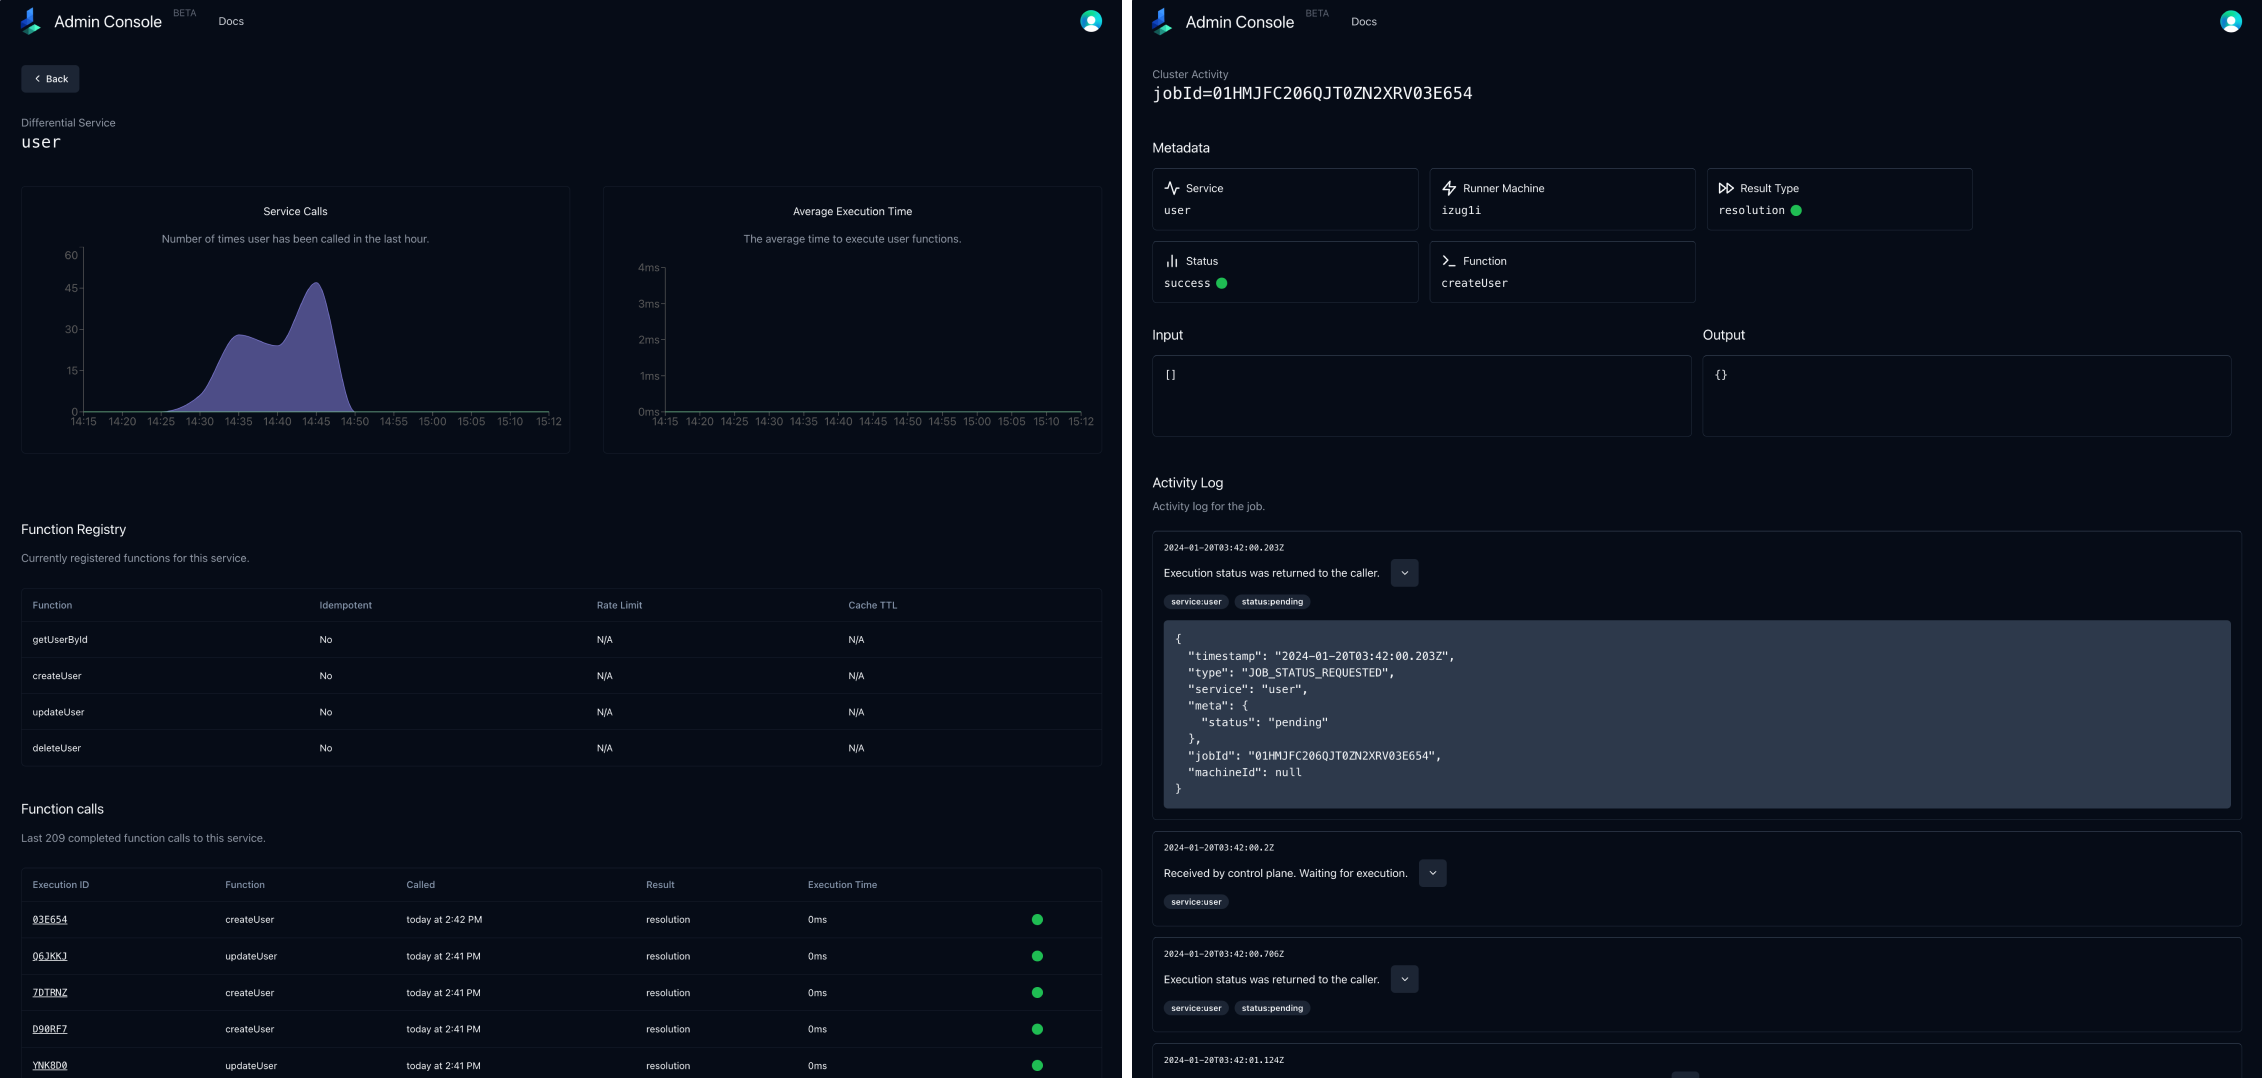 Admin Console BETA Docs
Back
Differential Service
user
Service Calls
Number of times user has been called in the last hour.
60
45
30
15
0
14:15 14:20 14:25 14:30 14:35 14:40 14:45 14:50 14:55 15:00 15:05 15:10 15:12
Average Execution Time
The average time to execute user functions.
4ms
3ms
2ms
1ms
0ms
14:15 14:20 14:25 14:30 14:35 14:40 14:45 14:50 14:55 15:00 15:05 15:10 15:12
Function Registry
Currently registered functions for this service.
Function Idempotent Rate Limit Cache TTL
getUserById No N/A N/A
createUser No N/A N/A
updateUser No N/A N/A
deleteUser No N/A N/A
Function calls
Last 209 completed function calls to this service.
Execution ID Function Called Result Execution Time
03E654 createUser today at 2:42 PM resolution 0ms
Q6JKKJ updateUser today at 2:41 PM resolution 0ms
7DTRNZ createUser today at 2:41 PM resolution 0ms
D90RF7 createUser today at 2:41 PM resolution 0ms
YNK8D0 updateUser today at 2:41 PM resolution 0ms
Admin Console BETA Docs
Cluster Activity
jobId=01HMJFC206QJT0ZN2XRV03E654
Metadata
Service
user
Runner Machine
izug1i
Result Type
resolution
Status
success
Function
createUser
Input
[]
Output
{}
Activity Log
Activity log for the job.
2024-01-20T03:42:00.203Z
Execution status was returned to the caller.
service:user status:pending
{
"timestamp": "2024-01-20T03:42:00.203Z",
"type": "JOB_STATUS_REQUESTED",
"service": "user",
"meta": {
"status": "pending"
},
"jobId": "01HMJFC206QJT0ZN2XRV03E654",
"machineId": null
}
2024-01-20T03:42:00.2Z
Received by control plane. Waiting for execution.
service:user
2024-01-20T03:42:00.706Z
Execution status was returned to the caller.
service:user status:pending
2024-01-20T03:42:01.124Z